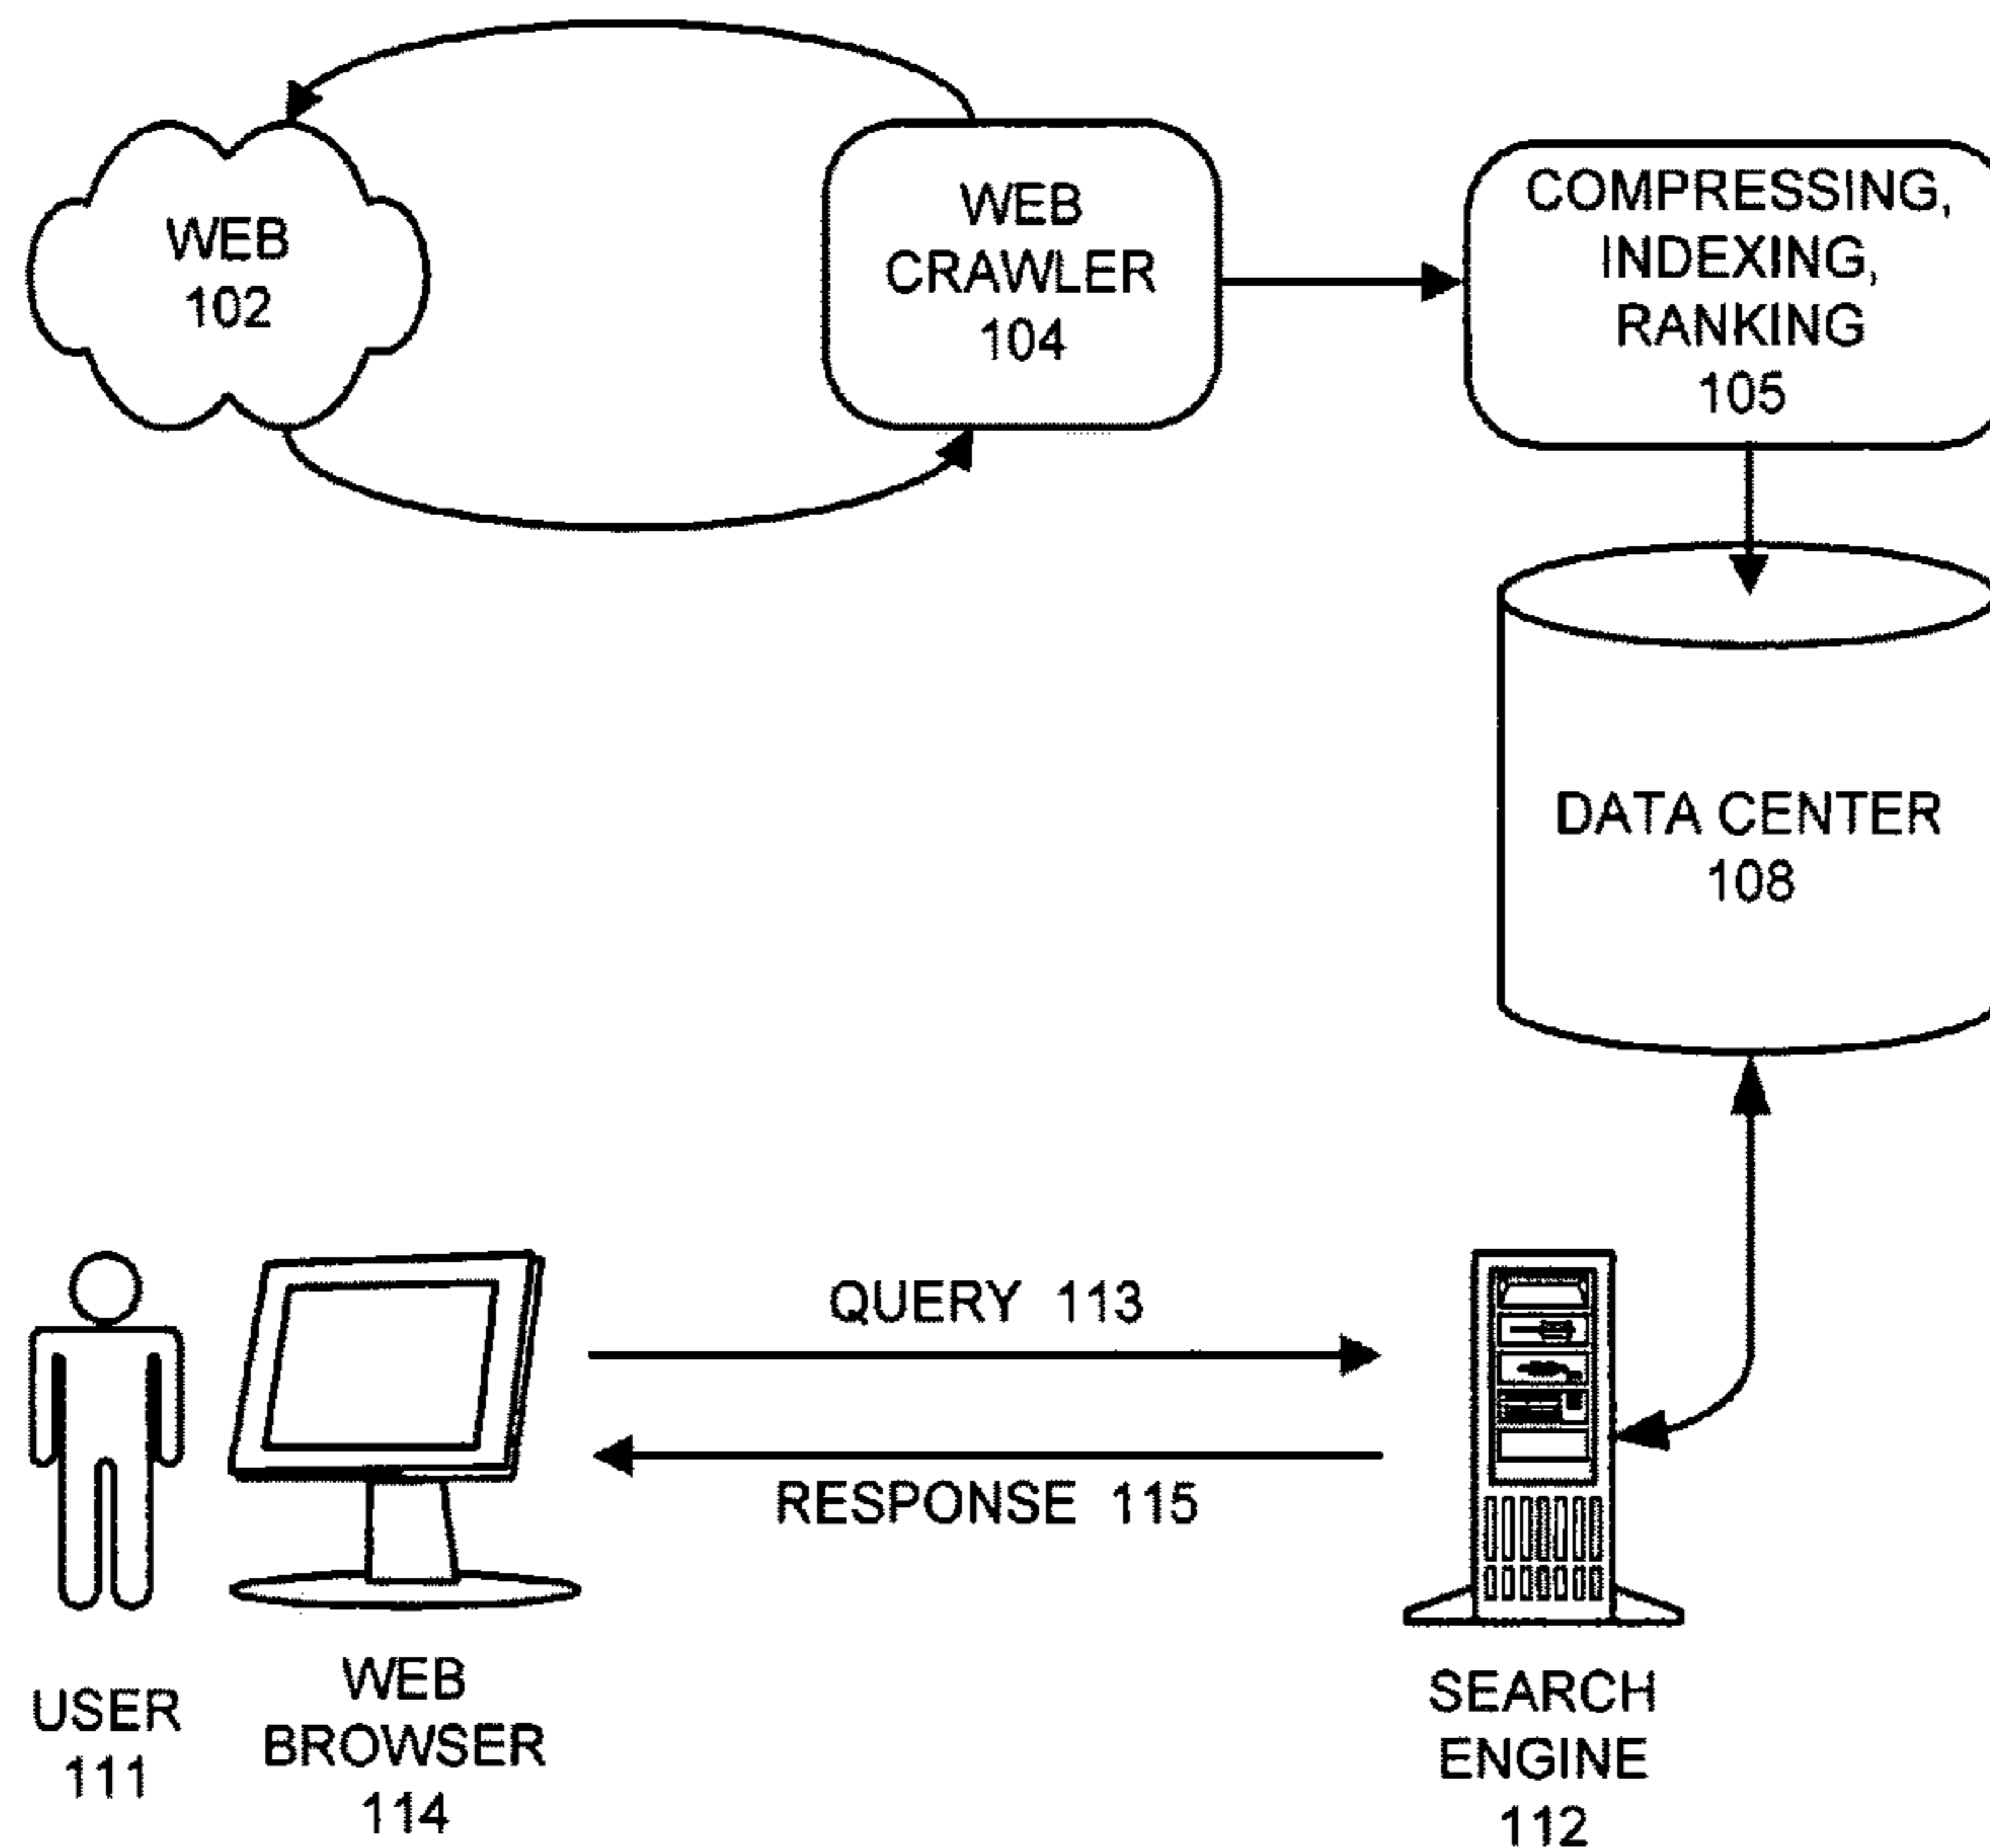 WEB
102
WEB
CRAWLER
104
COMPRESSING,
INDEXING,
RANKING
105
DATA CENTER
108
QUERY 113
RESPONSE 115
USER
111
WEB
BROWSER
114
SEARCH
ENGINE
112